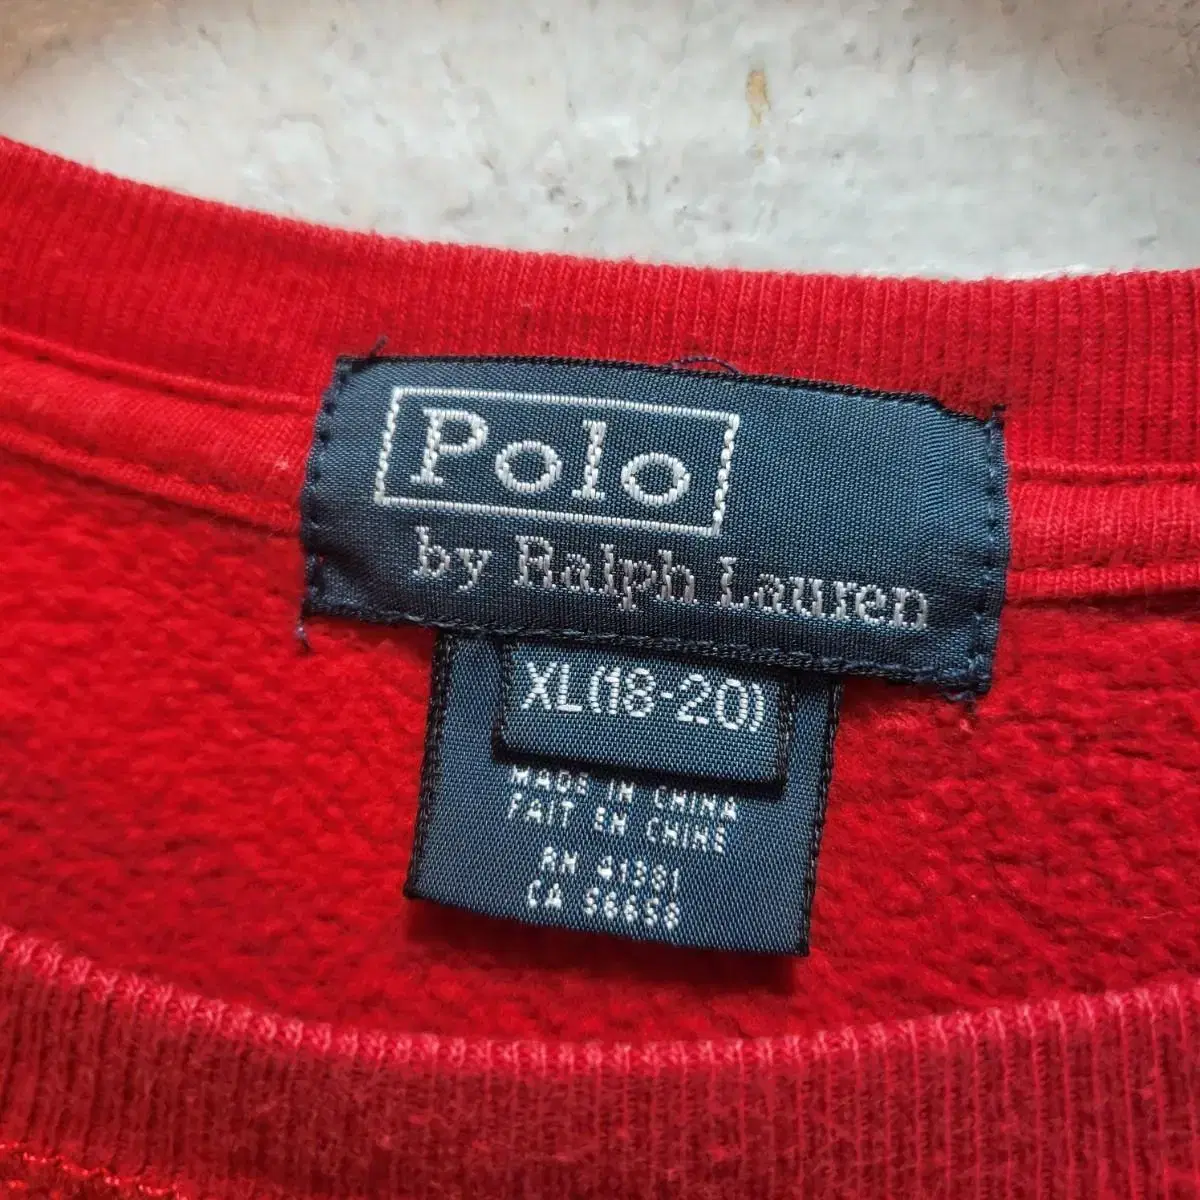 Polo
by Ralph Lauren
XL(18-20)
MADE IN CHINA
FAIT EN CHINE
RN 41381
CA 56658